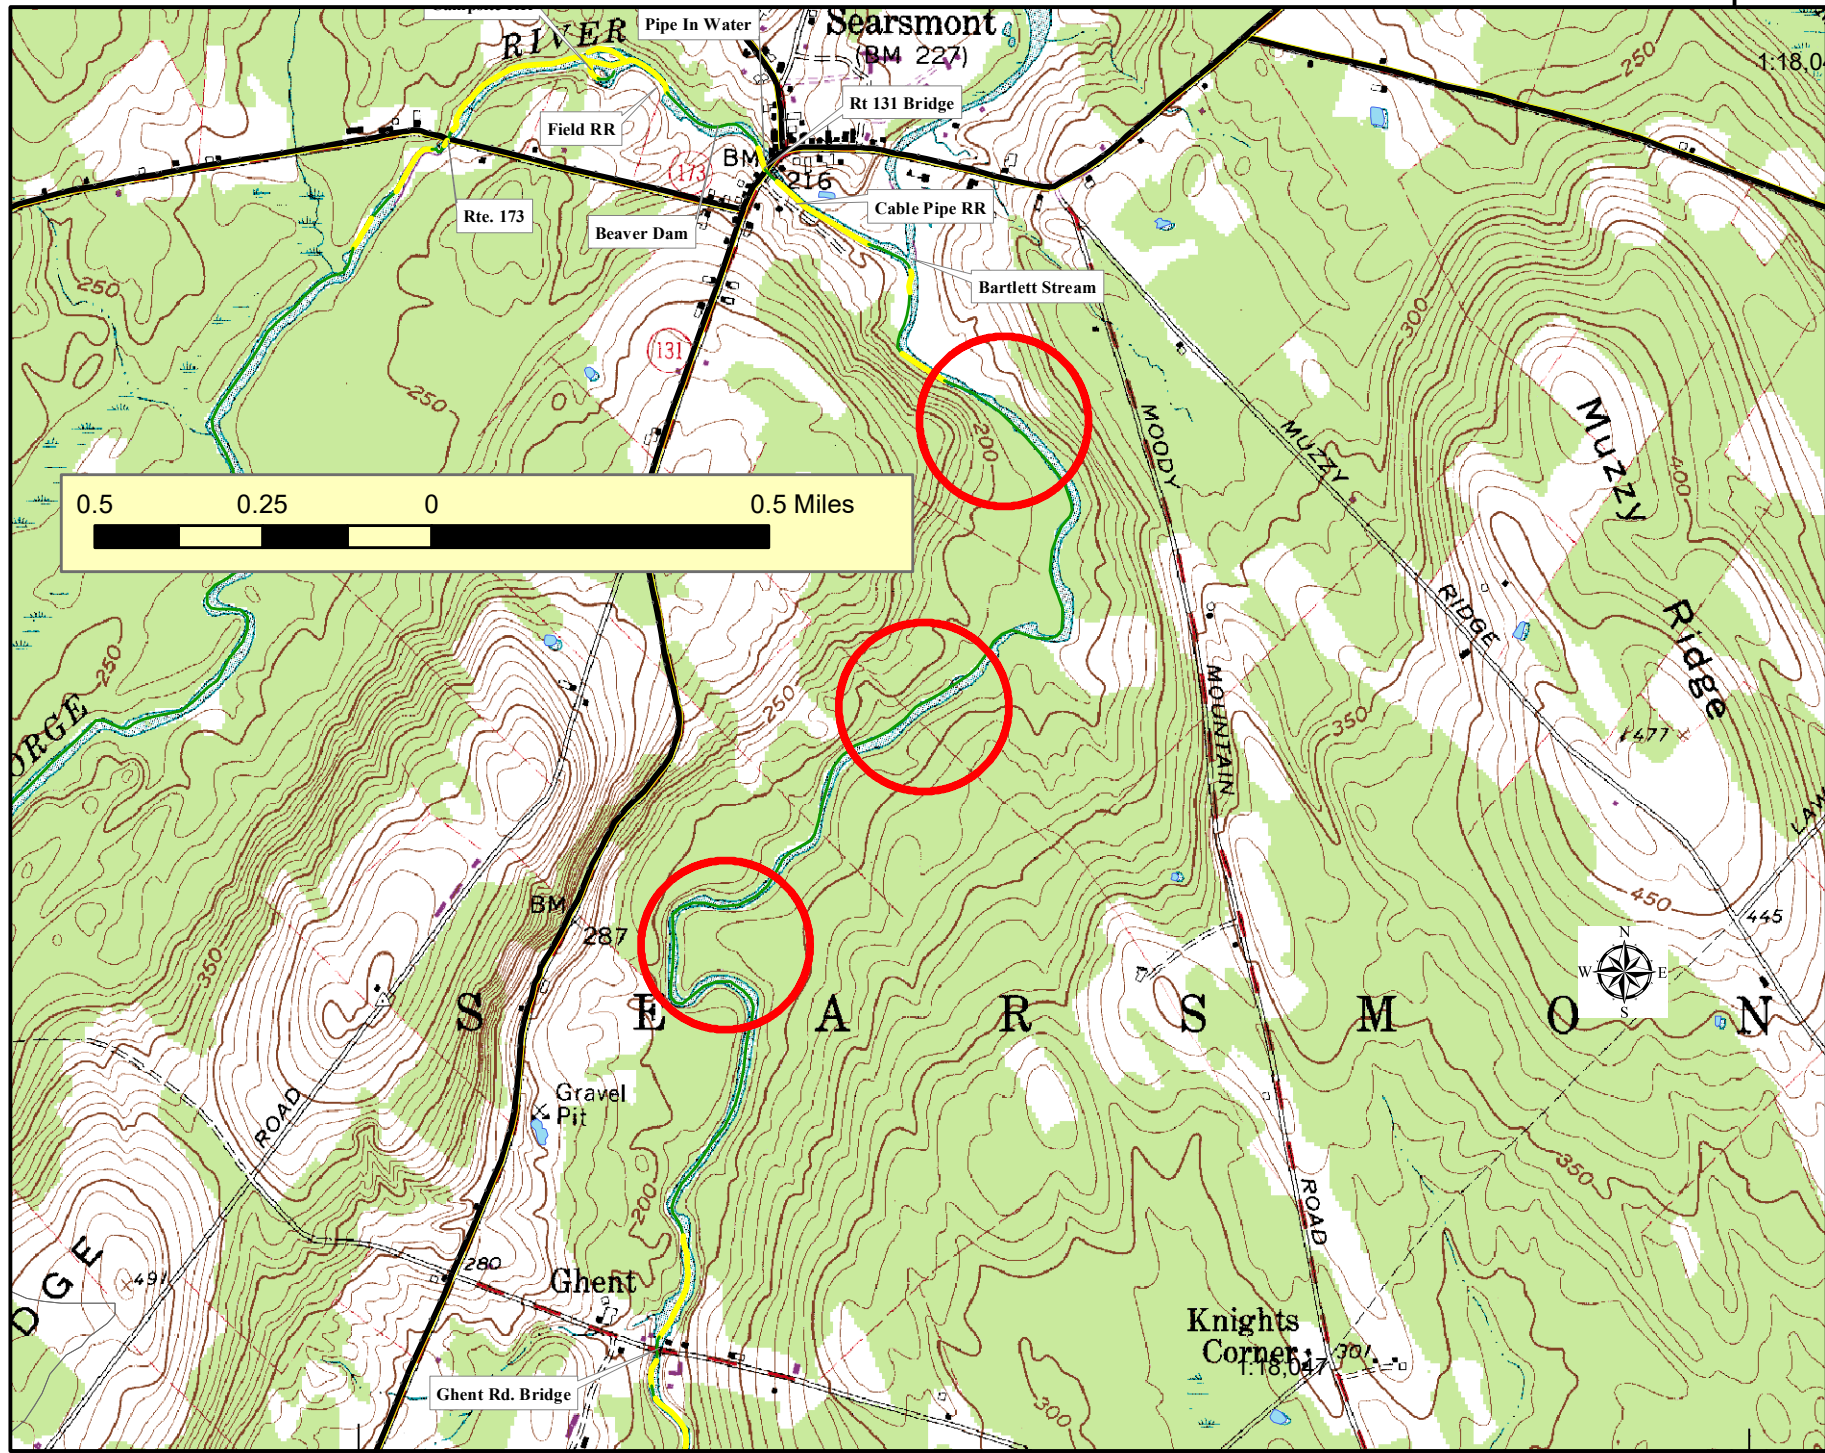 Pipe In Water
Searsmont
(BM 227)
RIVER
250
Rt 131 Bridge
Field RR
BM
216
173
Rte. 173
Cable Pipe RR
Beaver Dam
Bartlett Stream
250
300
131
250
200
MOODY
MUZZY
Muzzy
400
0.5 0.25 0 0.5 Miles
RIDGE
Ridge
250
250
MOUNTAIN
350
477
BM
287
450
445
350
N
W E
S
S E A R S M O N
Gravel
Pit
ROAD
350
200
ROAD
DGE
491
280
Ghent
Knights
Corner
301
1:18,047
Ghent Rd. Bridge
300